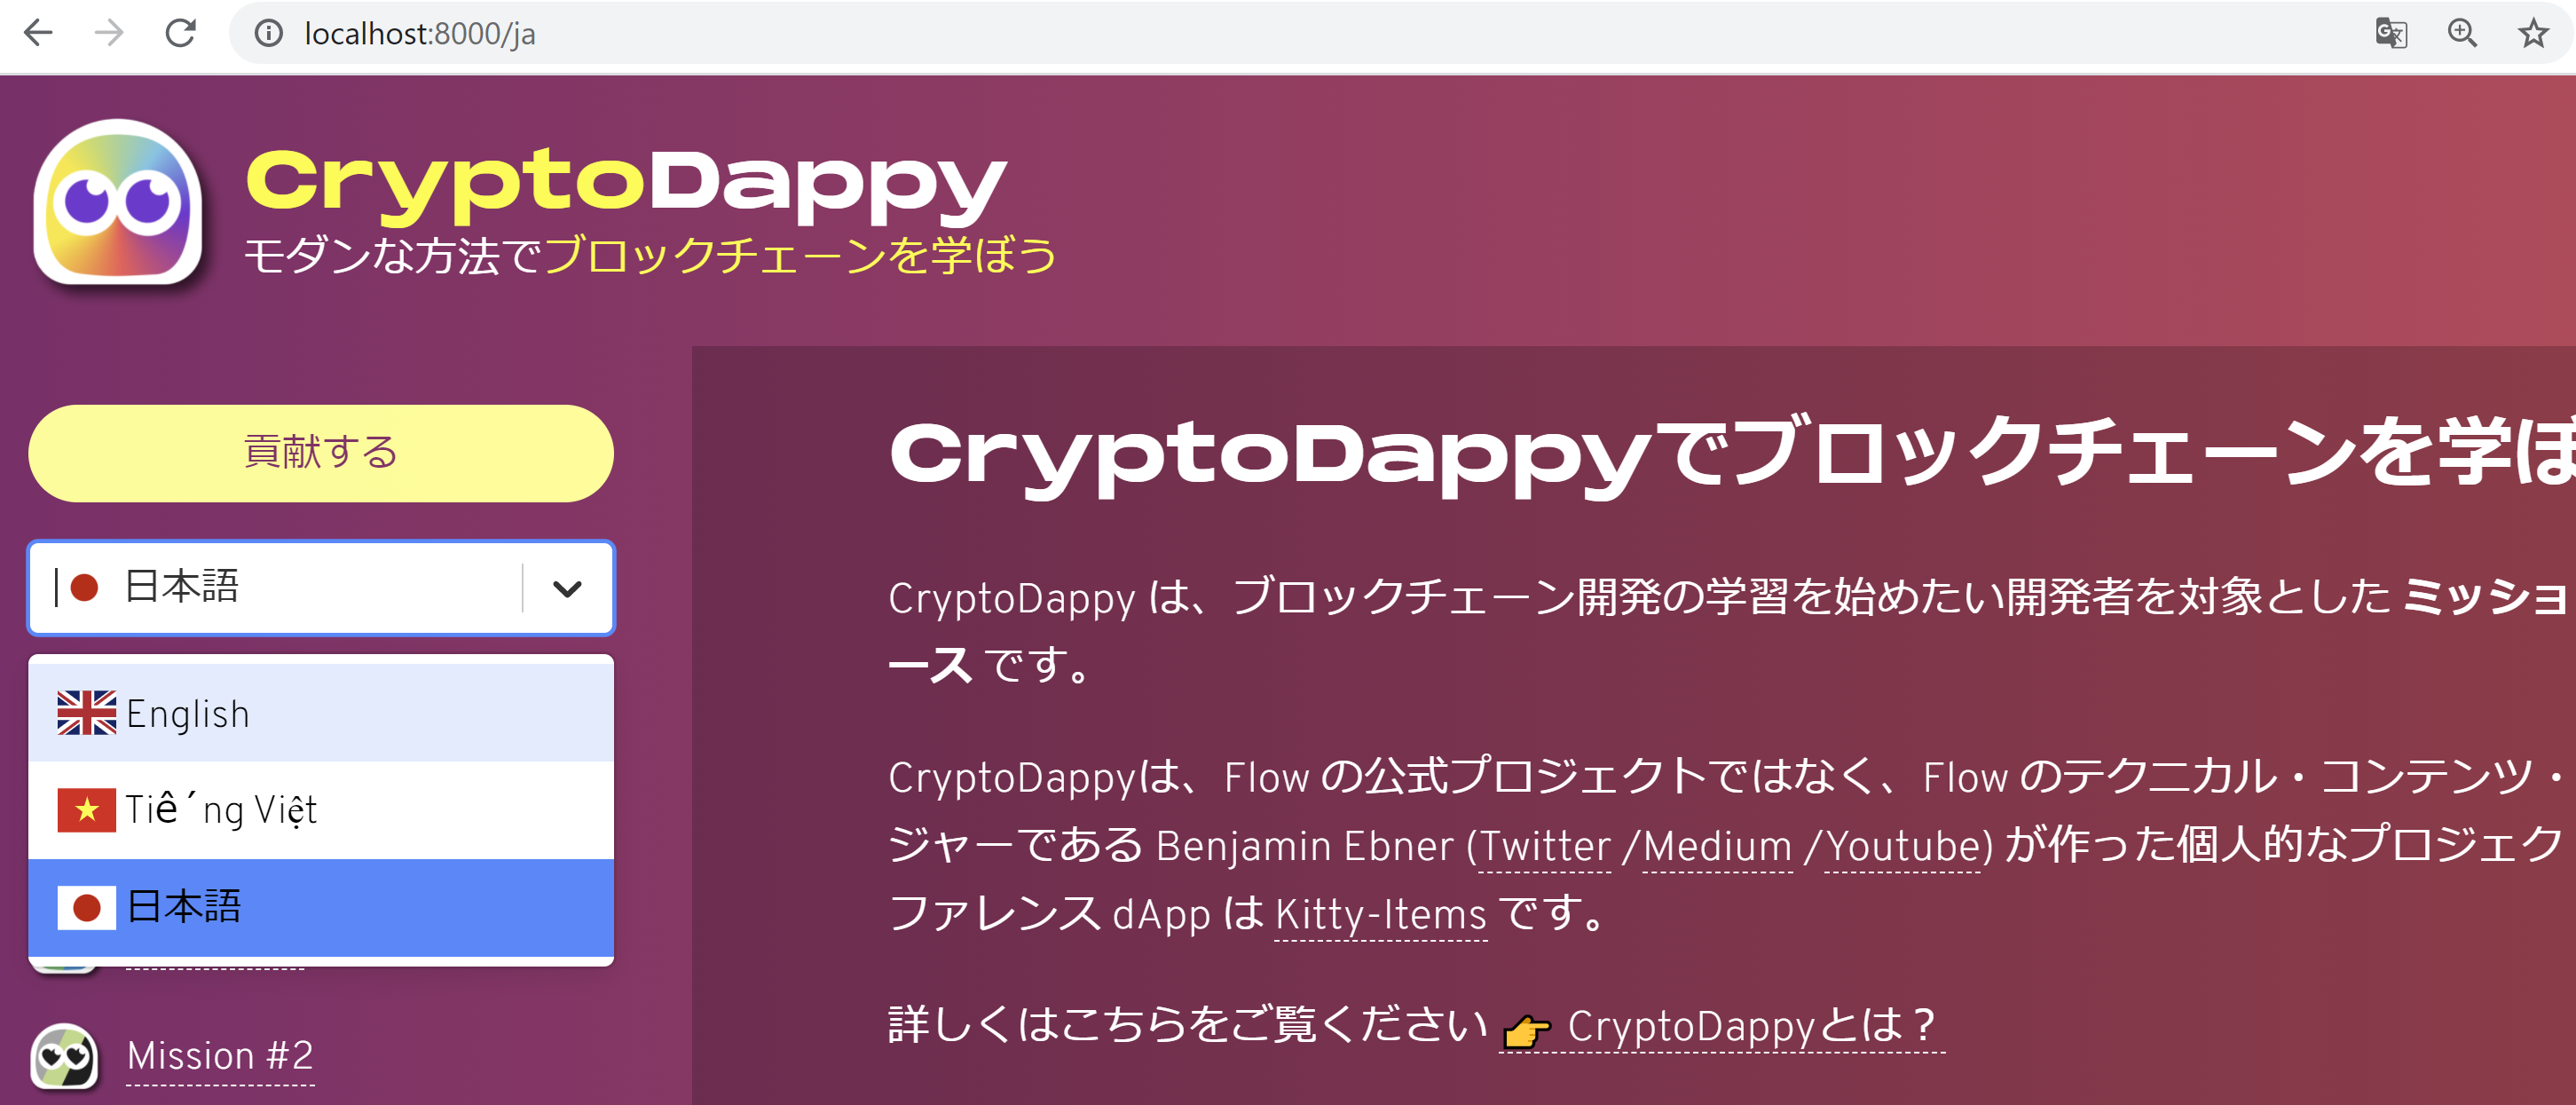 localhost:8000/ja
CryptoDappy
モダンな方法でブロックチェーンを学ぼう
貢献する
日本語
English
Tiếng Việt
日本語
Mission #2
CryptoDappyでブロックチェーンを学ぼ
CryptoDappy は、ブロックチェーン開発の学習を始めたい開発者を対象とした ミッショ
ース です。
CryptoDappyは、Flow の公式プロジェクトではなく、Flow のテクニカル・コンテンツ・
ジャーである Benjamin Ebner (Twitter /Medium /Youtube) が作った個人的なプロジェク
ファレンス dApp は Kitty-Items です。
詳しくはこちらをご覧ください 👉 CryptoDappyとは？